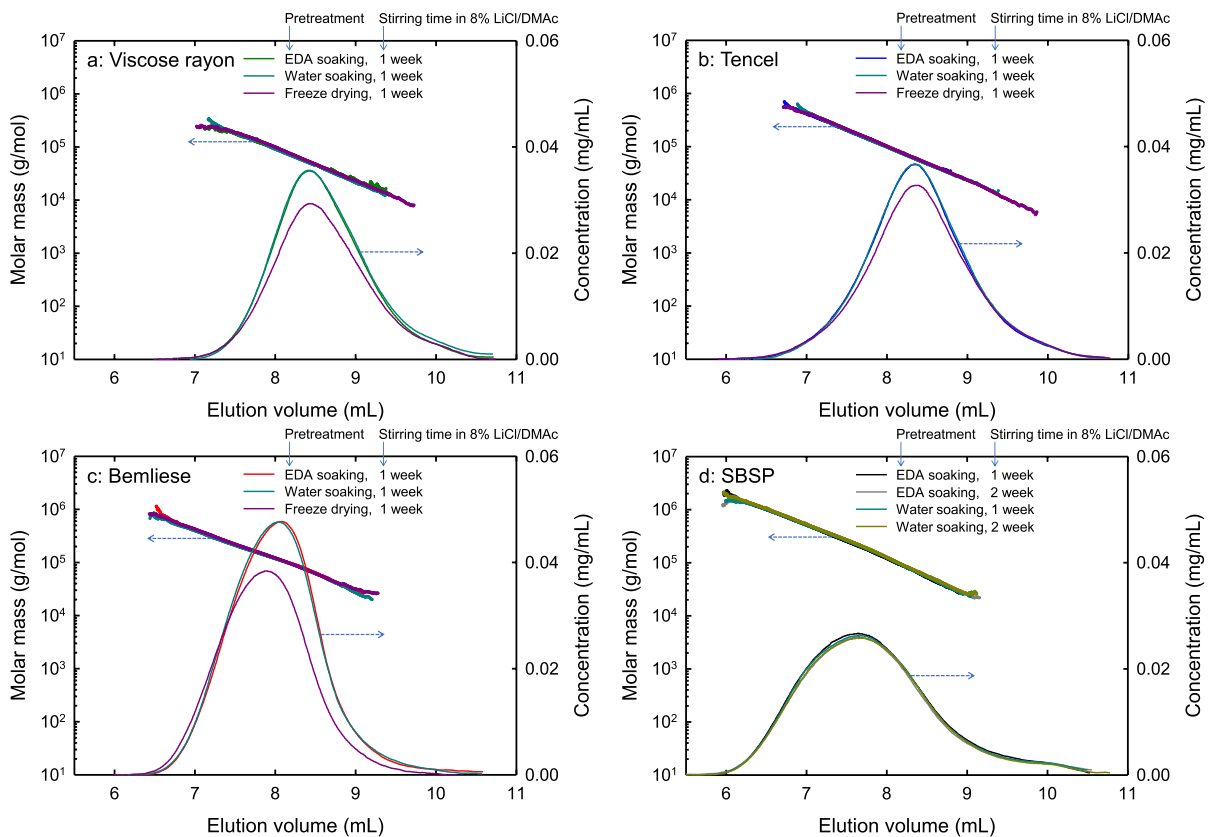 Pretreatment Stirring time in 8% LiCl/DMAc
a: Viscose rayon
EDA soaking, 1 week
Water soaking, 1 week
Freeze drying, 1 week
10^7
10^6
10^5
10^4
10^3
10^2
10^1
Molar mass (g/mol)
0.06
0.04
0.02
0.00
Concentration (mg/mL)
6 7 8 9 10 11
Elution volume (mL)
Pretreatment Stirring time in 8% LiCl/DMAc
b: Tencel
EDA soaking, 1 week
Water soaking, 1 week
Freeze drying, 1 week
10^7
10^6
10^5
10^4
10^3
10^2
10^1
Molar mass (g/mol)
0.06
0.04
0.02
0.00
Concentration (mg/mL)
6 7 8 9 10 11
Elution volume (mL)
Pretreatment Stirring time in 8% LiCl/DMAc
c: Bemliese
EDA soaking, 1 week
Water soaking, 1 week
Freeze drying, 1 week
10^7
10^6
10^5
10^4
10^3
10^2
10^1
Molar mass (g/mol)
0.06
0.04
0.02
0.00
Concentration (mg/mL)
5 6 7 8 9 10 11
Elution volume (mL)
Pretreatment Stirring time in 8% LiCl/DMAc
d: SBSP
EDA soaking, 1 week
EDA soaking, 2 week
Water soaking, 1 week
Water soaking, 2 week
10^7
10^6
10^5
10^4
10^3
10^2
10^1
Molar mass (g/mol)
0.06
0.04
0.02
0.00
Concentration (mg/mL)
6 7 8 9 10 11
Elution volume (mL)